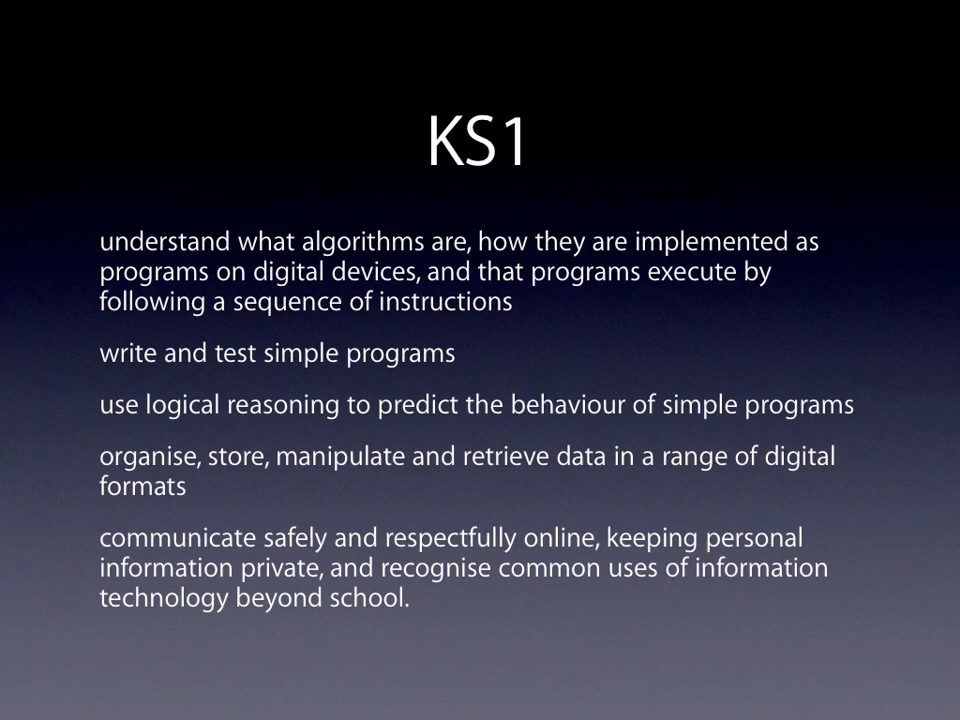 KS1
understand what algorithms are, how they are implemented as
programs on digital devices, and that programs execute by
following a sequence of instructions
write and test simple programs
use logical reasoning to predict the behaviour of simple programs
organise, store, manipulate and retrieve data in a range of digital
formats
communicate safely and respectfully online, keeping personal
information private, and recognise common uses of information
technology beyond school.